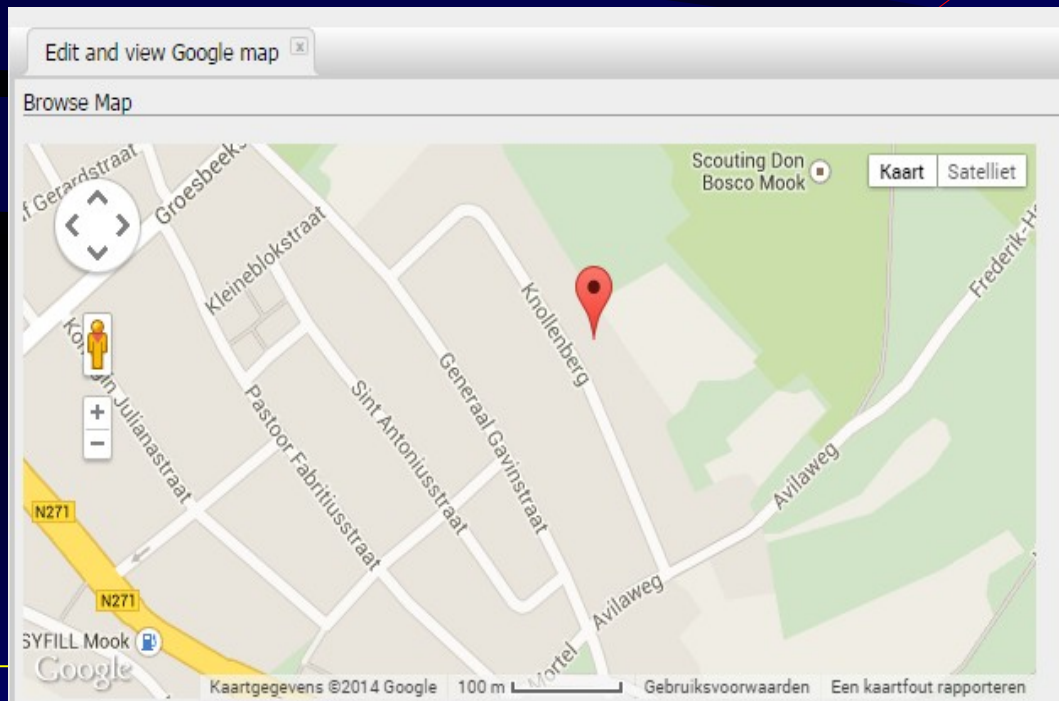 Edit and view Google map
Browse Map
Scouting Don
Bosco Mook
Kaart Satelliet
Gerardstraat
Groesbeeks
Kleineblokstraat
Knollenberg
Frederik-H
Julianastraat
Pastoor Fabritiusstraat
Sint Antoniusstraat
Generaal Gavinstraat
Avilaweg
N271
N271
Avilaweg
SYFILL Mook
Mortel
Google
Kaartgegevens ©2014 Google 100 m Gebruiksvoorwaarden Een kaartfout rapporteren